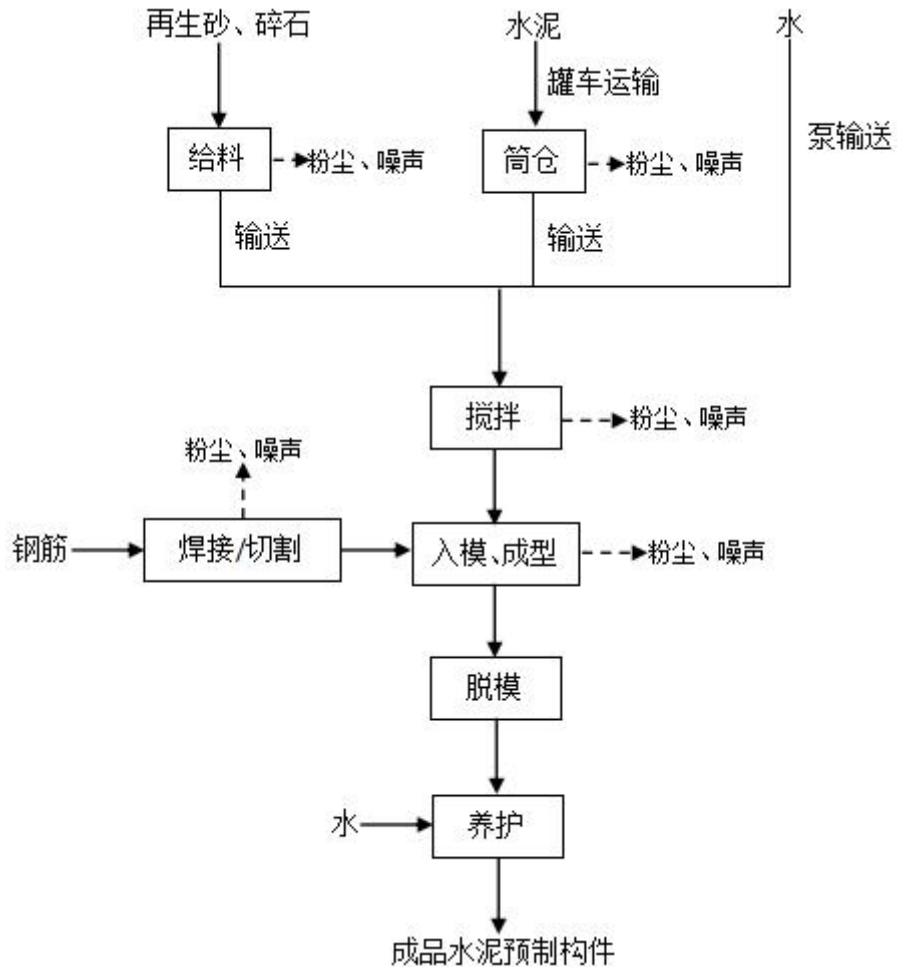 再生砂、碎石
水泥
水
罐车运输
泵输送
给料
粉尘、噪声
筒仓
粉尘、噪声
输送
输送
搅拌
粉尘、噪声
粉尘、噪声
钢筋
焊接/切割
入模、成型
粉尘、噪声
脱模
水
养护
成品水泥预制构件